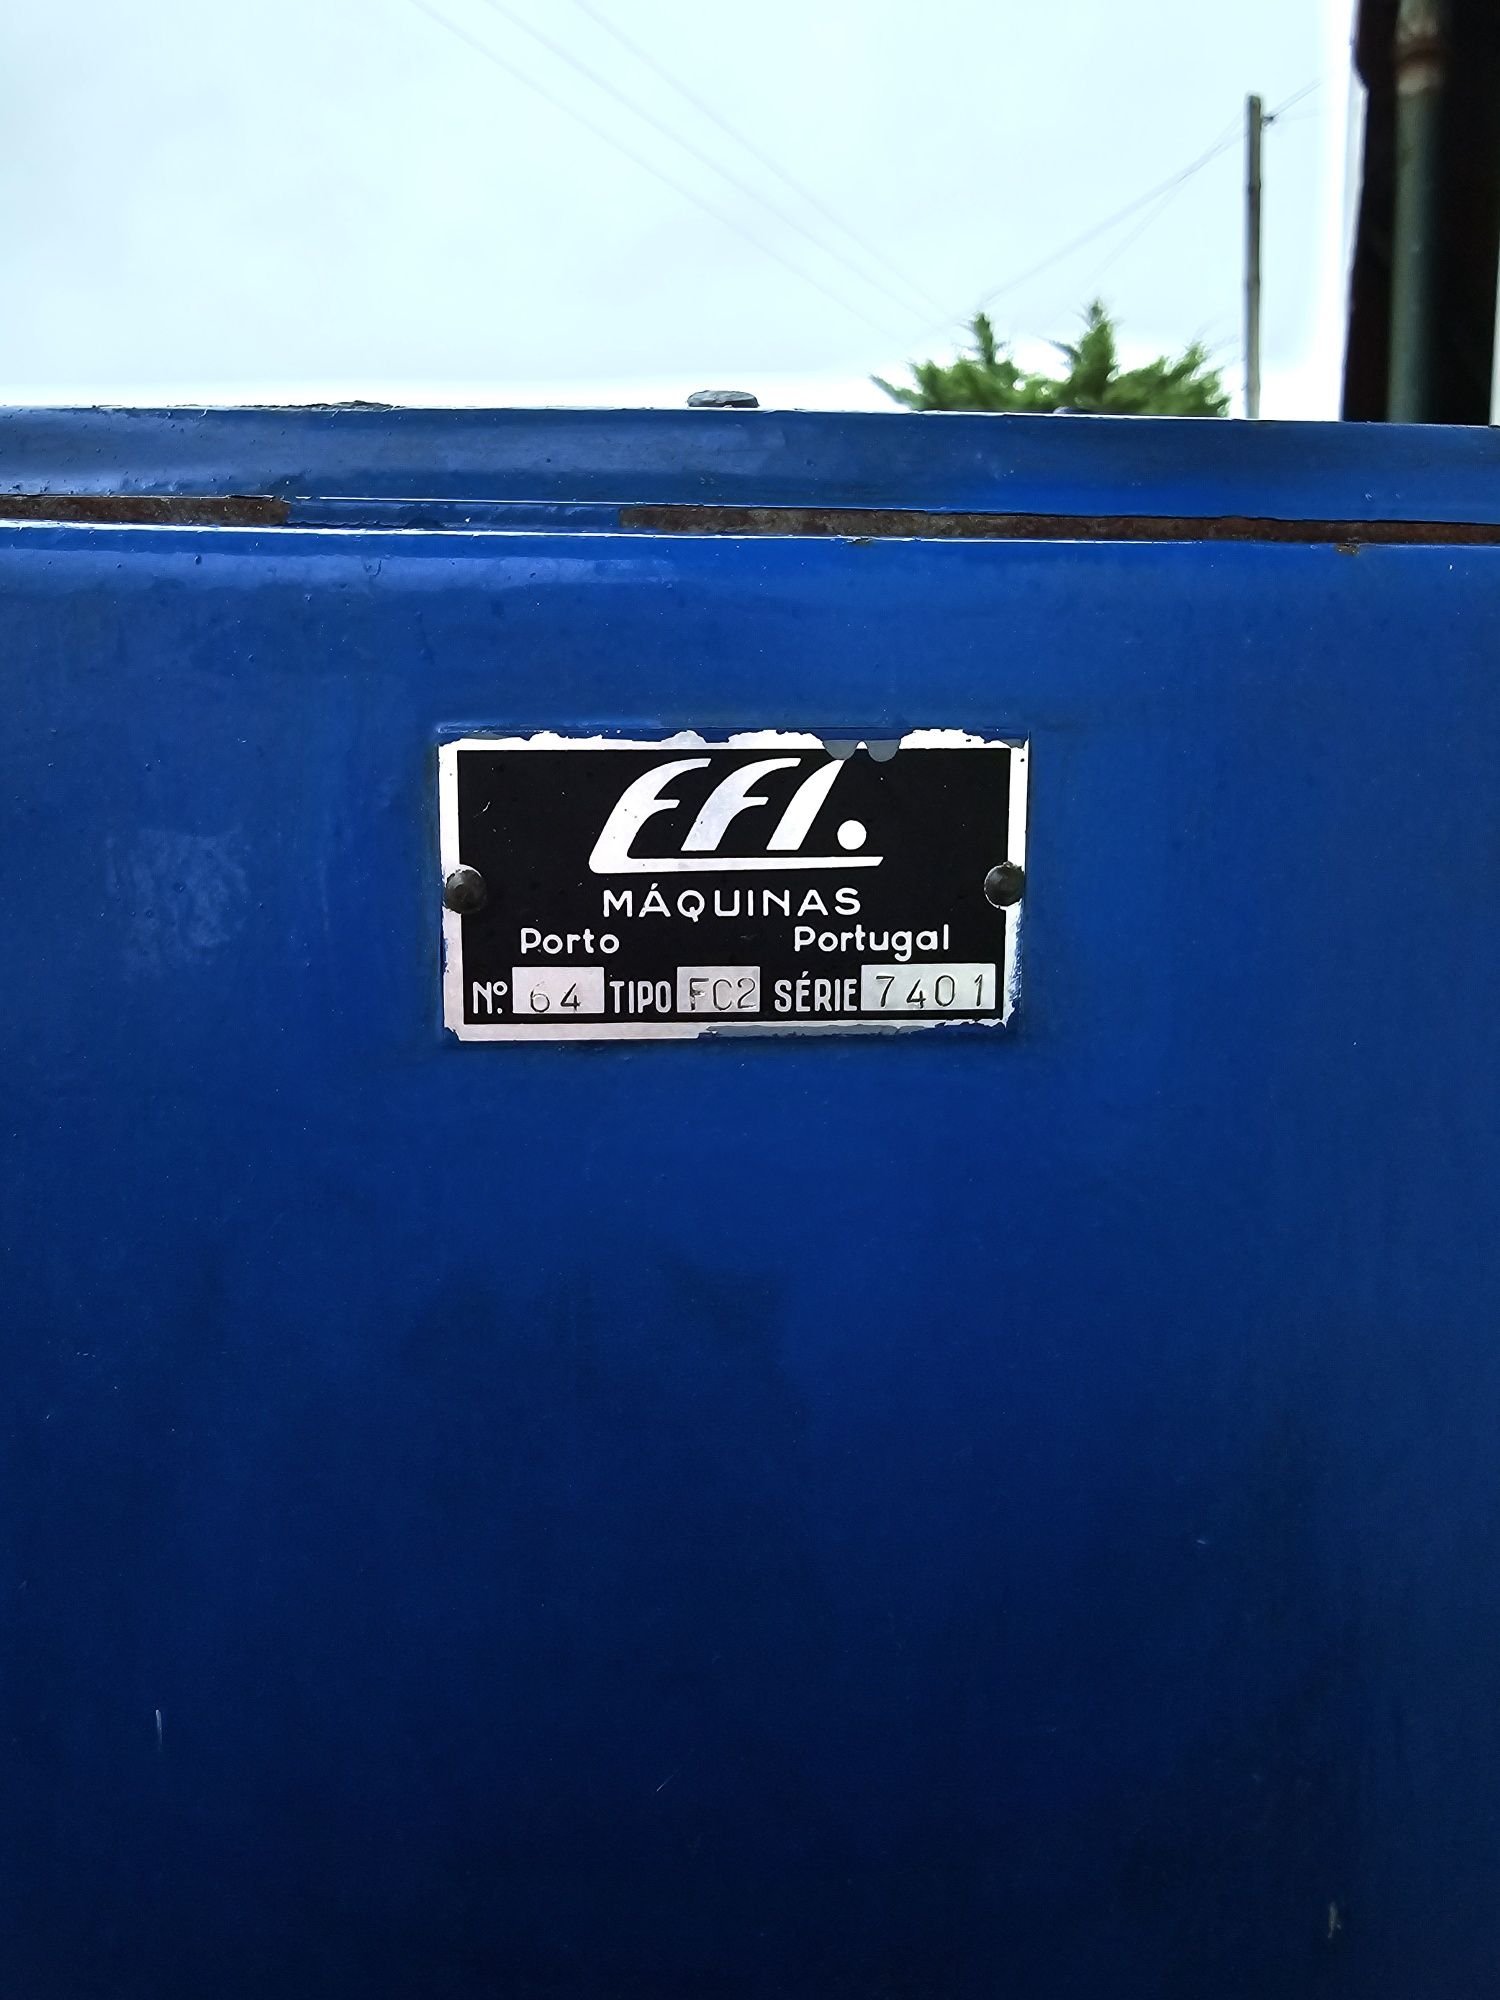 EFI.
MÁQUINAS
Porto Portugal
Nº. 64 TIPO FC2 SÉRIE 7401